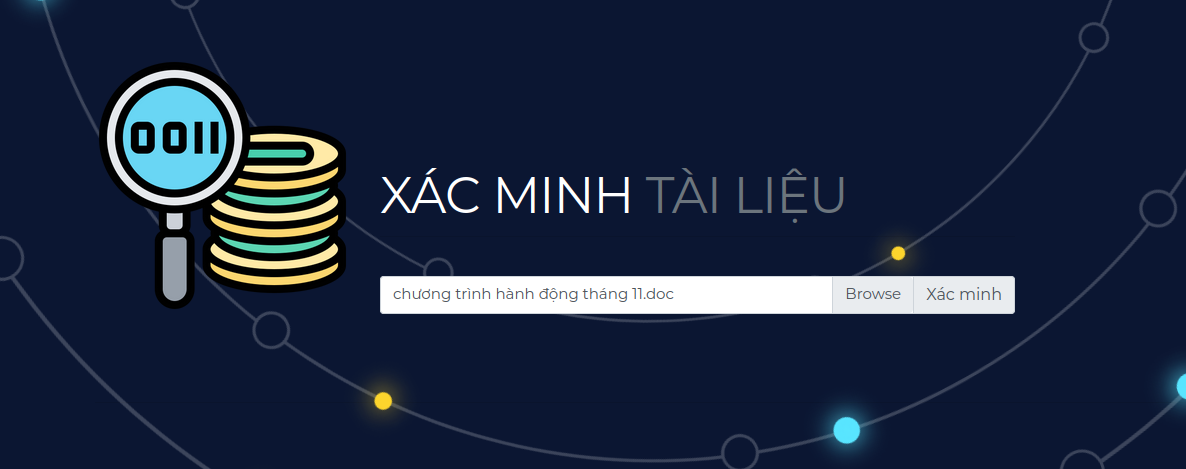 0011
XÁC MINH TÀI LIỆU
chương trình hành động tháng 11.doc Browse Xác minh